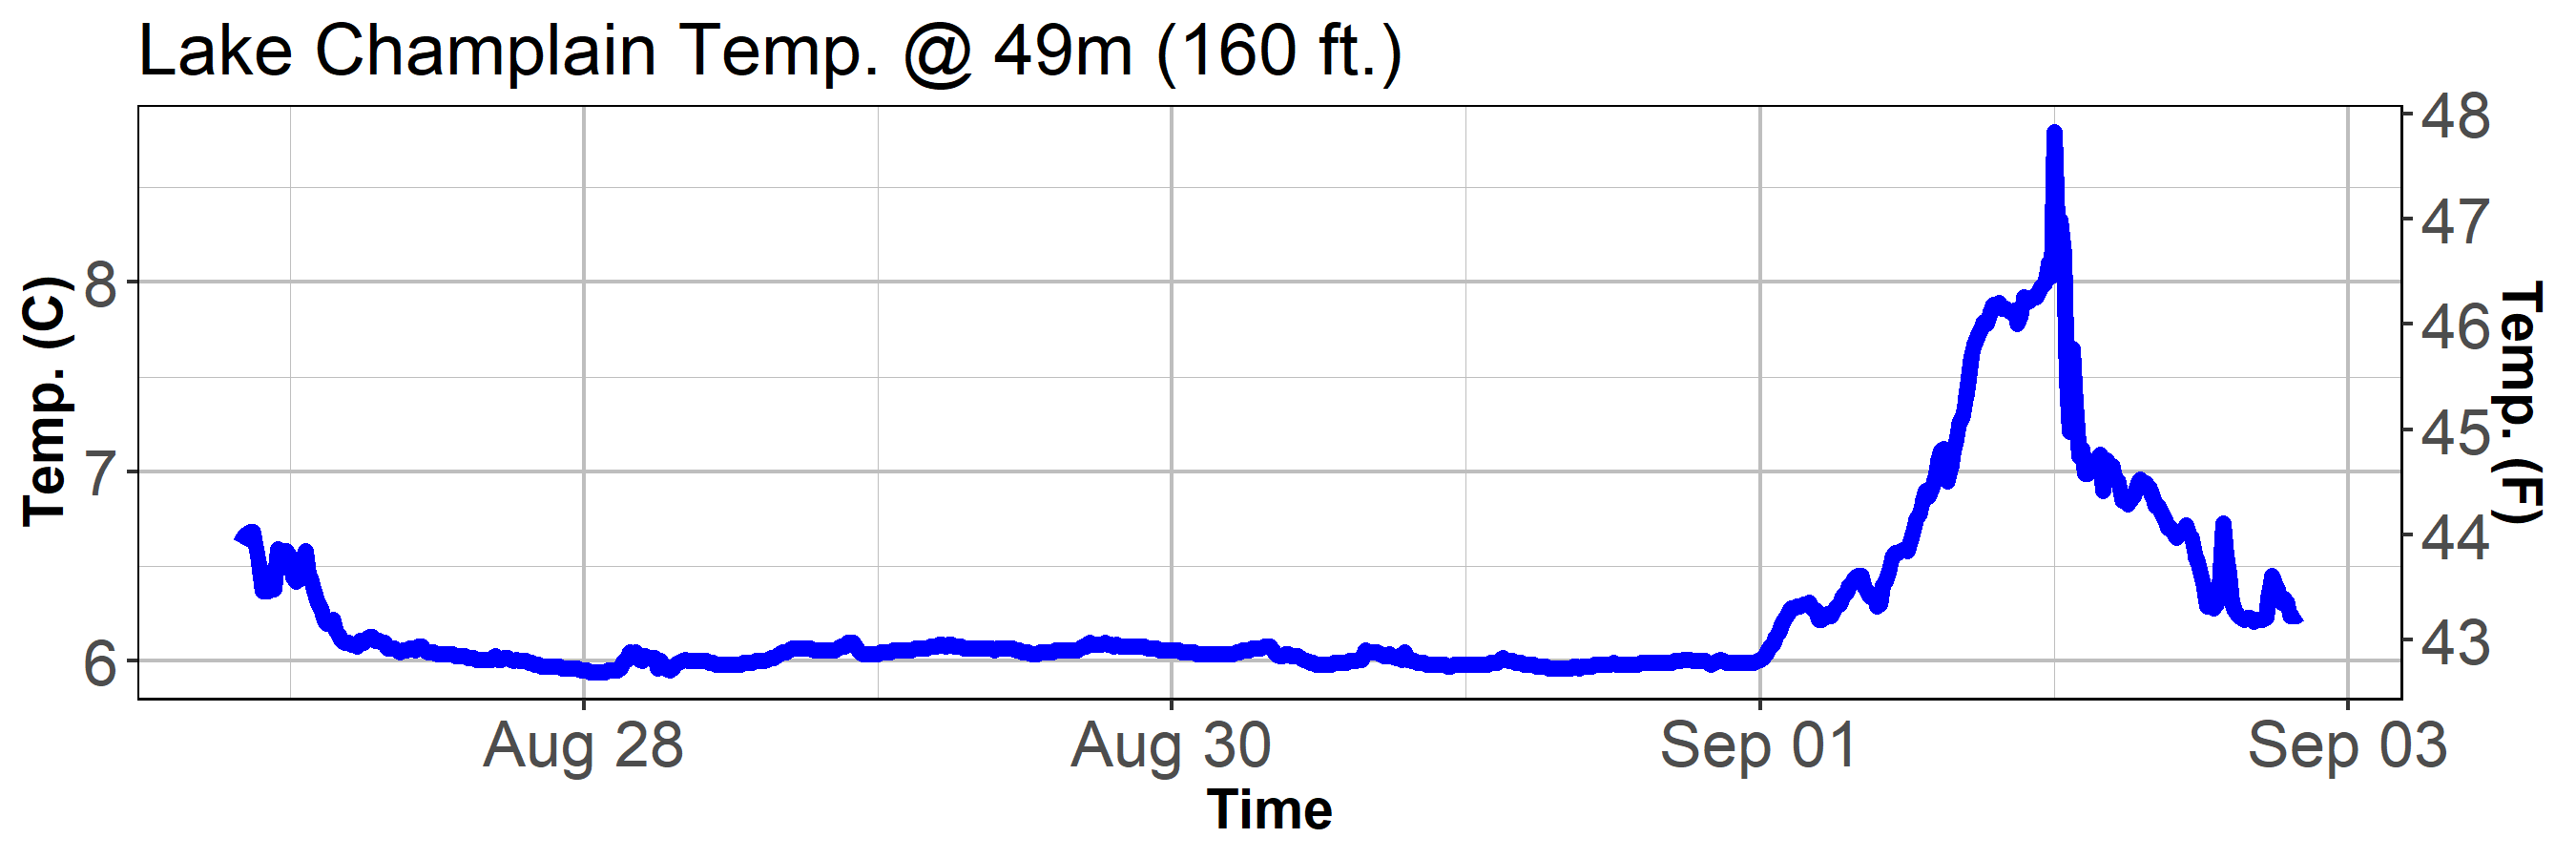 Lake Champlain Temp. @ 49m (160 ft.)
Temp. (C)
8
7
6
48
47
46
45
44
43
Temp. (F)
Aug 28
Aug 30
Sep 01
Sep 03
Time